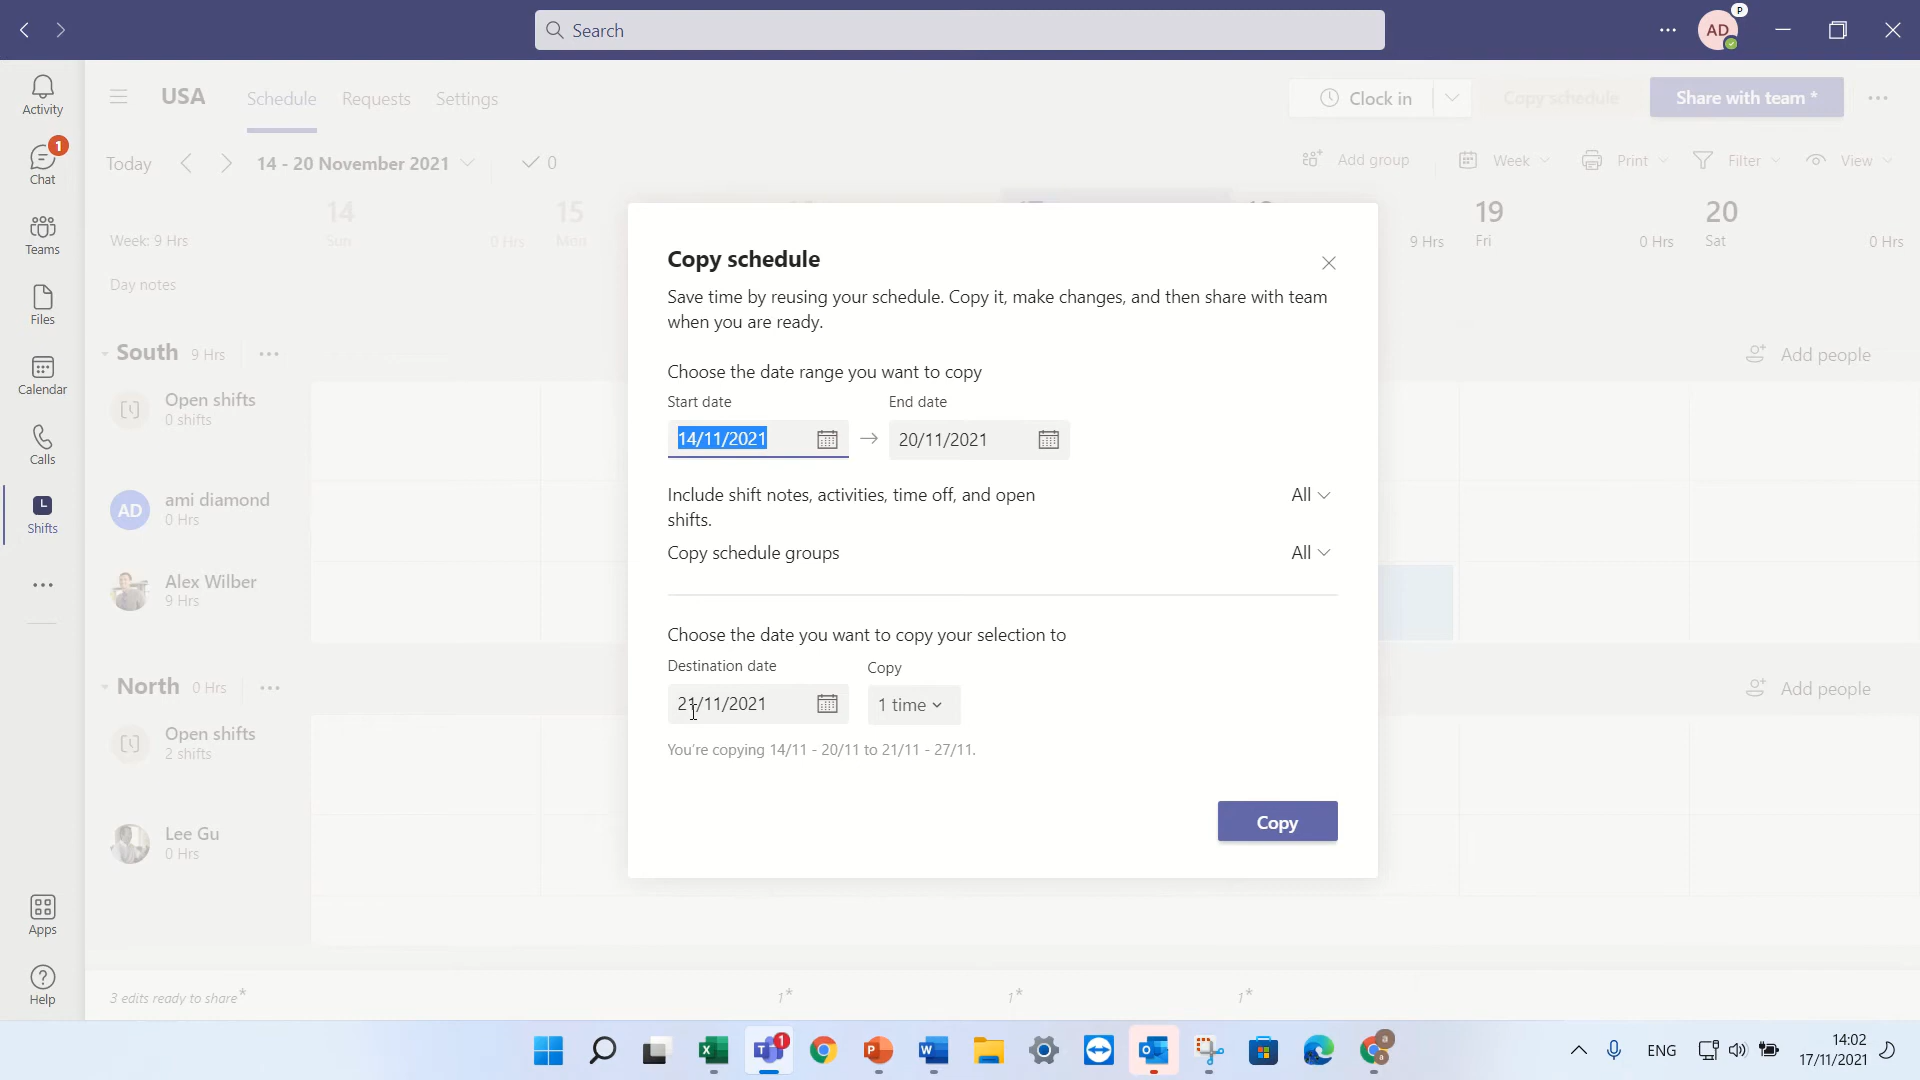 Search
AD
P
Activity
Chat
1
Teams
Files
Calendar
Calls
Shifts
Apps
Help
USA
Schedule
Requests
Settings
Clock in
Copy schedule
Share with team *
Today
14 - 20 November 2021
0
Add group
Week
Print
Filter
View
Week: 9 Hrs
14
Sun
0 Hrs
15
Mon
9 Hrs
19
Fri
0 Hrs
20
Sat
0 Hrs
Day notes
South 9 Hrs
Add people
Open shifts
0 shifts
AD
ami diamond
0 Hrs
Alex Wilber
9 Hrs
North 0 Hrs
Add people
Open shifts
2 shifts
Lee Gu
0 Hrs
3 edits ready to share*
1*
1*
1*
Copy schedule
Save time by reusing your schedule. Copy it, make changes, and then share with team
when you are ready.
Choose the date range you want to copy
Start date
End date
14/11/2021
20/11/2021
Include shift notes, activities, time off, and open
shifts.
All
Copy schedule groups
All
Choose the date you want to copy your selection to
Destination date
Copy
21/11/2021
1 time
You're copying 14/11 - 20/11 to 21/11 - 27/11.
Copy
1
ENG
14:02
17/11/2021